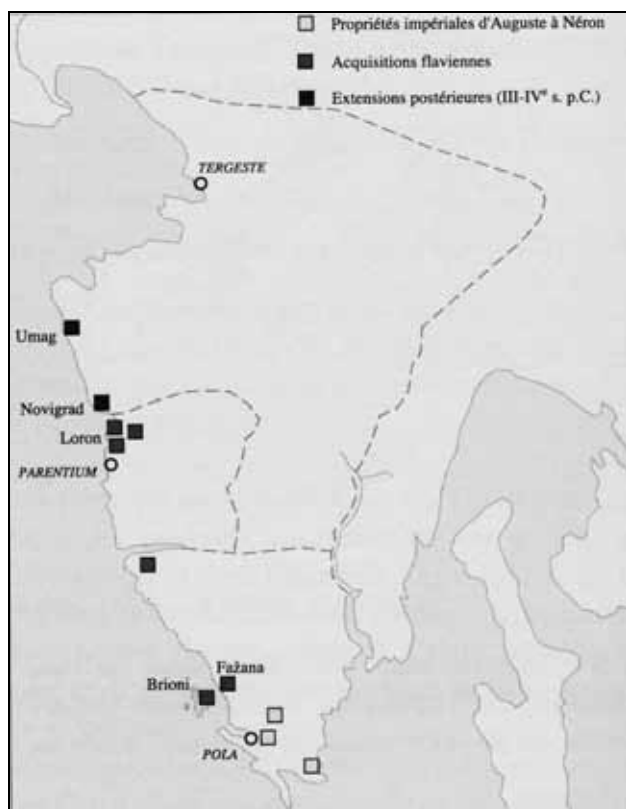 Propriétés impériales d'Auguste à Néron
Acquisitions flaviennes
Extensions postérieures (III-IVe s. p.C.)
TERGESTE
Umag
Novigrad
Loron
PARENTIUM
Fažana
Brioni
POLA